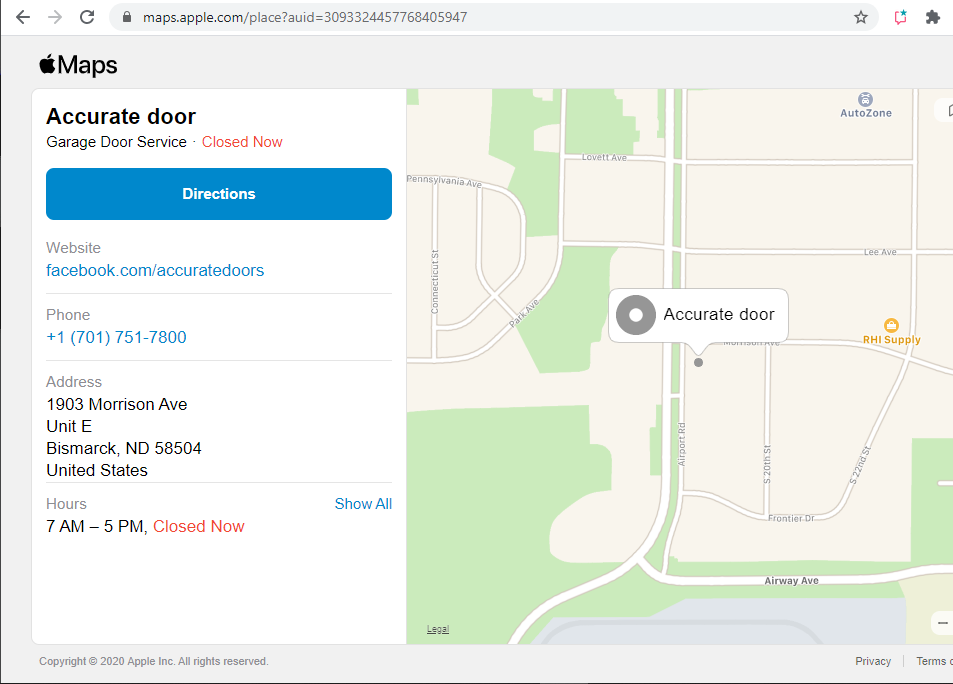 maps.apple.com/place?auid=3093324457768405947
Maps
Accurate door
Garage Door Service · Closed Now
Directions
Website
facebook.com/accuratedoors
Phone
+1 (701) 751-7800
Address
1903 Morrison Ave
Unit E
Bismarck, ND 58504
United States
Hours
Show All
7 AM – 5 PM, Closed Now
AutoZone
Lovett Ave
Pennsylvania Ave
Connecticut St
Park Ave
Lee Ave
Accurate door
RHI Supply
Morrison Ave
Airport Rd
S 20th St
S 22nd St
Frontier Dr
Airway Ave
Legal
Copyright © 2020 Apple Inc. All rights reserved.
Privacy
Terms